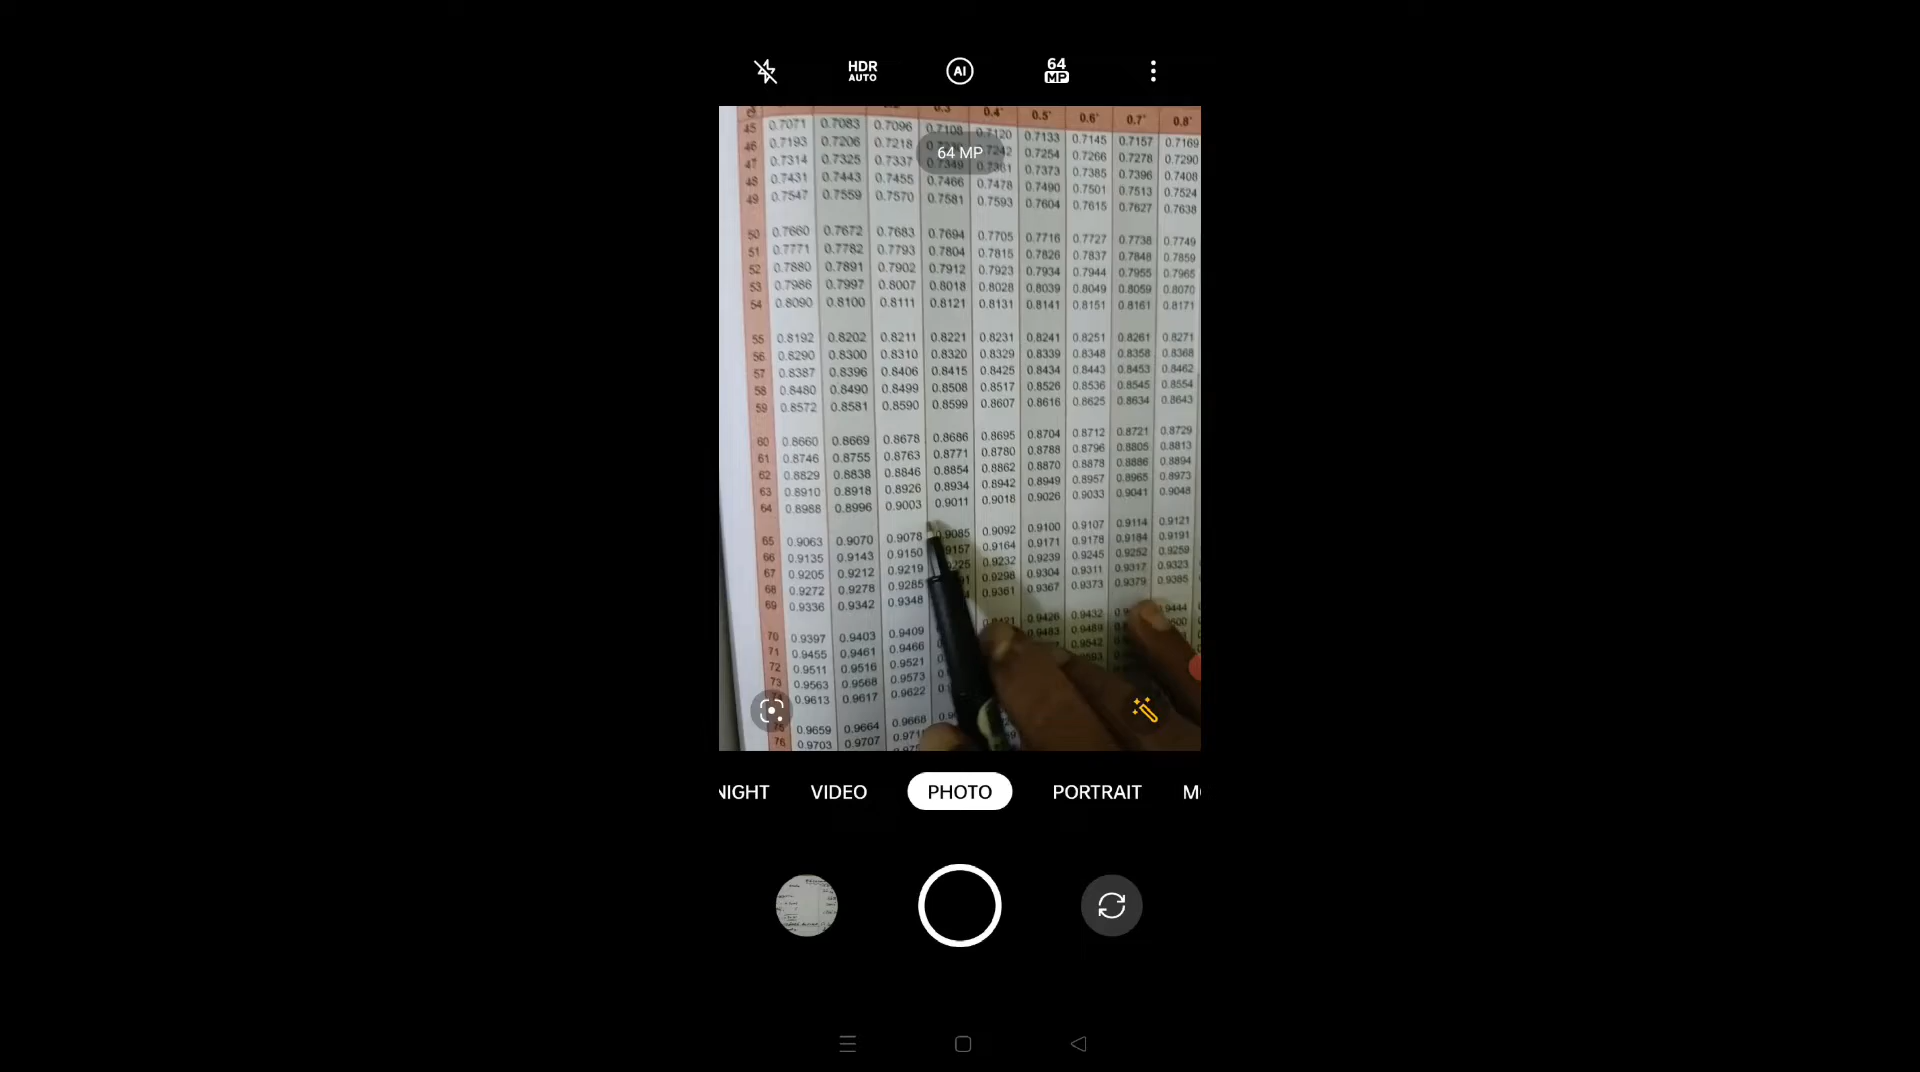 HDR AUTO AI 64 MP
0.3° 0.4° 0.5° 0.6° 0.7° 0.8°
45 0.7071 0.7083 0.7096 0.7108 0.7120 0.7133 0.7145 0.7157 0.7169
46 0.7193 0.7206 0.7218 0.7254 0.7266 0.7278 0.7290
64 MP
47 0.7314 0.7325 0.7337 0.7349 0.7361 0.7373 0.7385 0.7396 0.7408
48 0.7431 0.7443 0.7455 0.7466 0.7478 0.7490 0.7501 0.7513 0.7524
49 0.7547 0.7559 0.7570 0.7581 0.7593 0.7604 0.7615 0.7627 0.7638
50 0.7660 0.7672 0.7683 0.7694 0.7705 0.7716 0.7727 0.7738 0.7749
51 0.7771 0.7782 0.7793 0.7804 0.7815 0.7826 0.7837 0.7848 0.7859
52 0.7880 0.7891 0.7902 0.7912 0.7923 0.7934 0.7944 0.7955 0.7965
53 0.7986 0.7997 0.8007 0.8018 0.8028 0.8039 0.8049 0.8059 0.8070
54 0.8090 0.8100 0.8111 0.8121 0.8131 0.8141 0.8151 0.8161 0.8171
55 0.8192 0.8202 0.8211 0.8221 0.8231 0.8241 0.8251 0.8261 0.8271
56 0.8290 0.8300 0.8310 0.8320 0.8329 0.8339 0.8348 0.8358 0.8368
57 0.8387 0.8396 0.8406 0.8415 0.8425 0.8434 0.8443 0.8453 0.8462
58 0.8480 0.8490 0.8499 0.8508 0.8517 0.8526 0.8536 0.8545 0.8554
59 0.8572 0.8581 0.8590 0.8599 0.8607 0.8616 0.8625 0.8634 0.8643
60 0.8660 0.8669 0.8678 0.8686 0.8695 0.8704 0.8712 0.8721 0.8729
61 0.8746 0.8755 0.8763 0.8771 0.8780 0.8788 0.8796 0.8805 0.8813
62 0.8829 0.8838 0.8846 0.8854 0.8862 0.8870 0.8878 0.8886 0.8894
63 0.8910 0.8918 0.8926 0.8934 0.8942 0.8949 0.8957 0.8965 0.8973
64 0.8988 0.8996 0.9003 0.9011 0.9018 0.9026 0.9033 0.9041 0.9048
65 0.9063 0.9070 0.9078 0.9085 0.9092 0.9100 0.9107 0.9114 0.9121
66 0.9135 0.9143 0.9150 9157 0.9164 0.9171 0.9178 0.9184 0.9191
67 0.9205 0.9212 0.9219 0.9232 0.9239 0.9245 0.9252 0.9259
68 0.9272 0.9278 0.9285 0.9298 0.9304 0.9311 0.9317 0.9323
69 0.9336 0.9342 0.9348 0.9361 0.9367 0.9373 0.9379 0.9385
70 0.9397 0.9403 0.9409 0.9426 0.9432 9444
71 0.9455 0.9461 0.9466 0.9483 0.9489
72 0.9511 0.9516 0.9521 0.9542
73 0.9563 0.9568 0.9573
0.9613 0.9617 0.9622
0.9659 0.9664 0.9668
76 0.9703 0.9707
NIGHT VIDEO PHOTO PORTRAIT